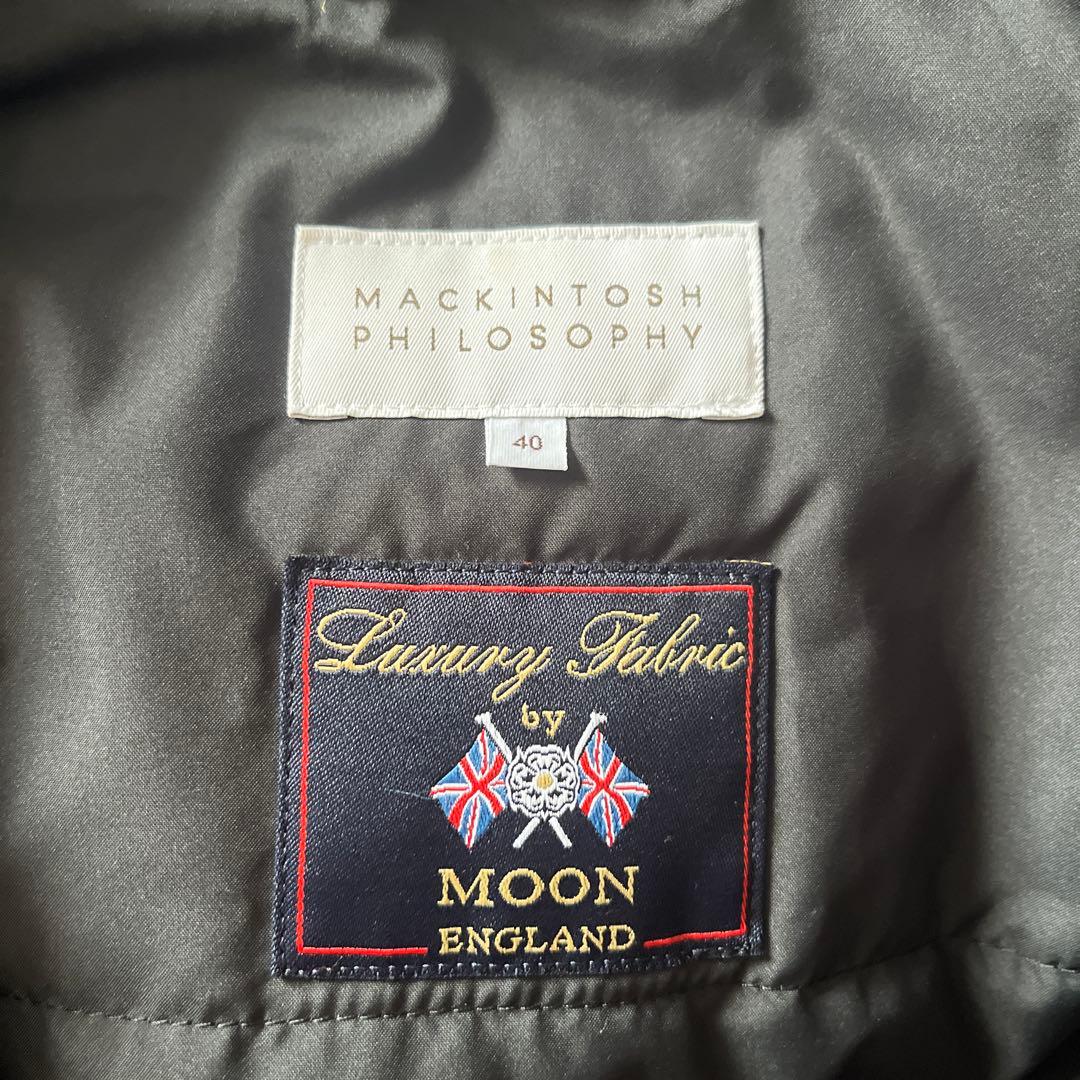 MACKINTOSH
PHILOSOPHY
40
Luxury Fabric
by
MOON
ENGLAND